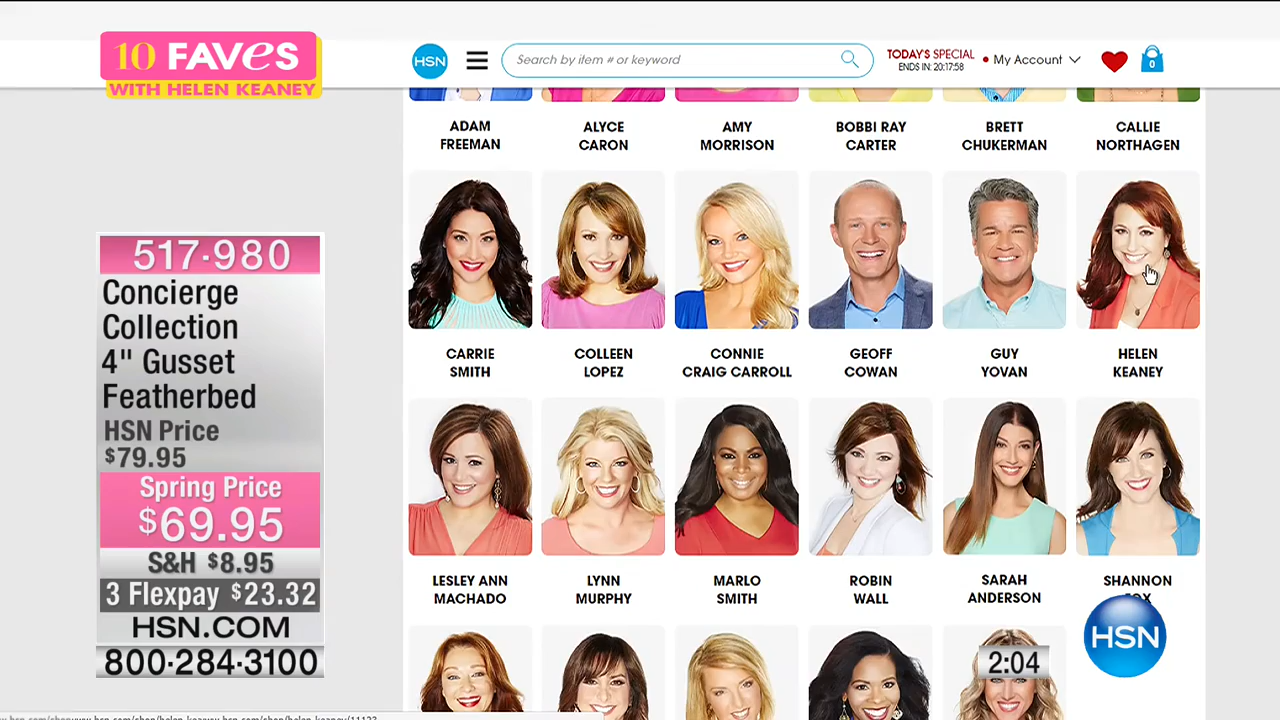 10 FAVES
WITH HELEN KEANEY
HSN
Search by item # or keyword
TODAY'S SPECIAL
ENDS IN: 20:17:58
My Account
0
ADAM
FREEMAN
ALYCE
CARON
AMY
MORRISON
BOBBI RAY
CARTER
BRETT
CHUKERMAN
CALLIE
NORTHAGEN
517-980
Concierge
Collection
4" Gusset
Featherbed
HSN Price
$79.95
Spring Price
$69.95
S&H $8.95
3 Flexpay $23.32
HSN.COM
800-284-3100
CARRIE
SMITH
COLLEEN
LOPEZ
CONNIE
CRAIG CARROLL
GEOFF
COWAN
GUY
YOVAN
HELEN
KEANEY
LESLEY ANN
MACHADO
LYNN
MURPHY
MARLO
SMITH
ROBIN
WALL
SARAH
ANDERSON
SHANNON
HSN
2:04